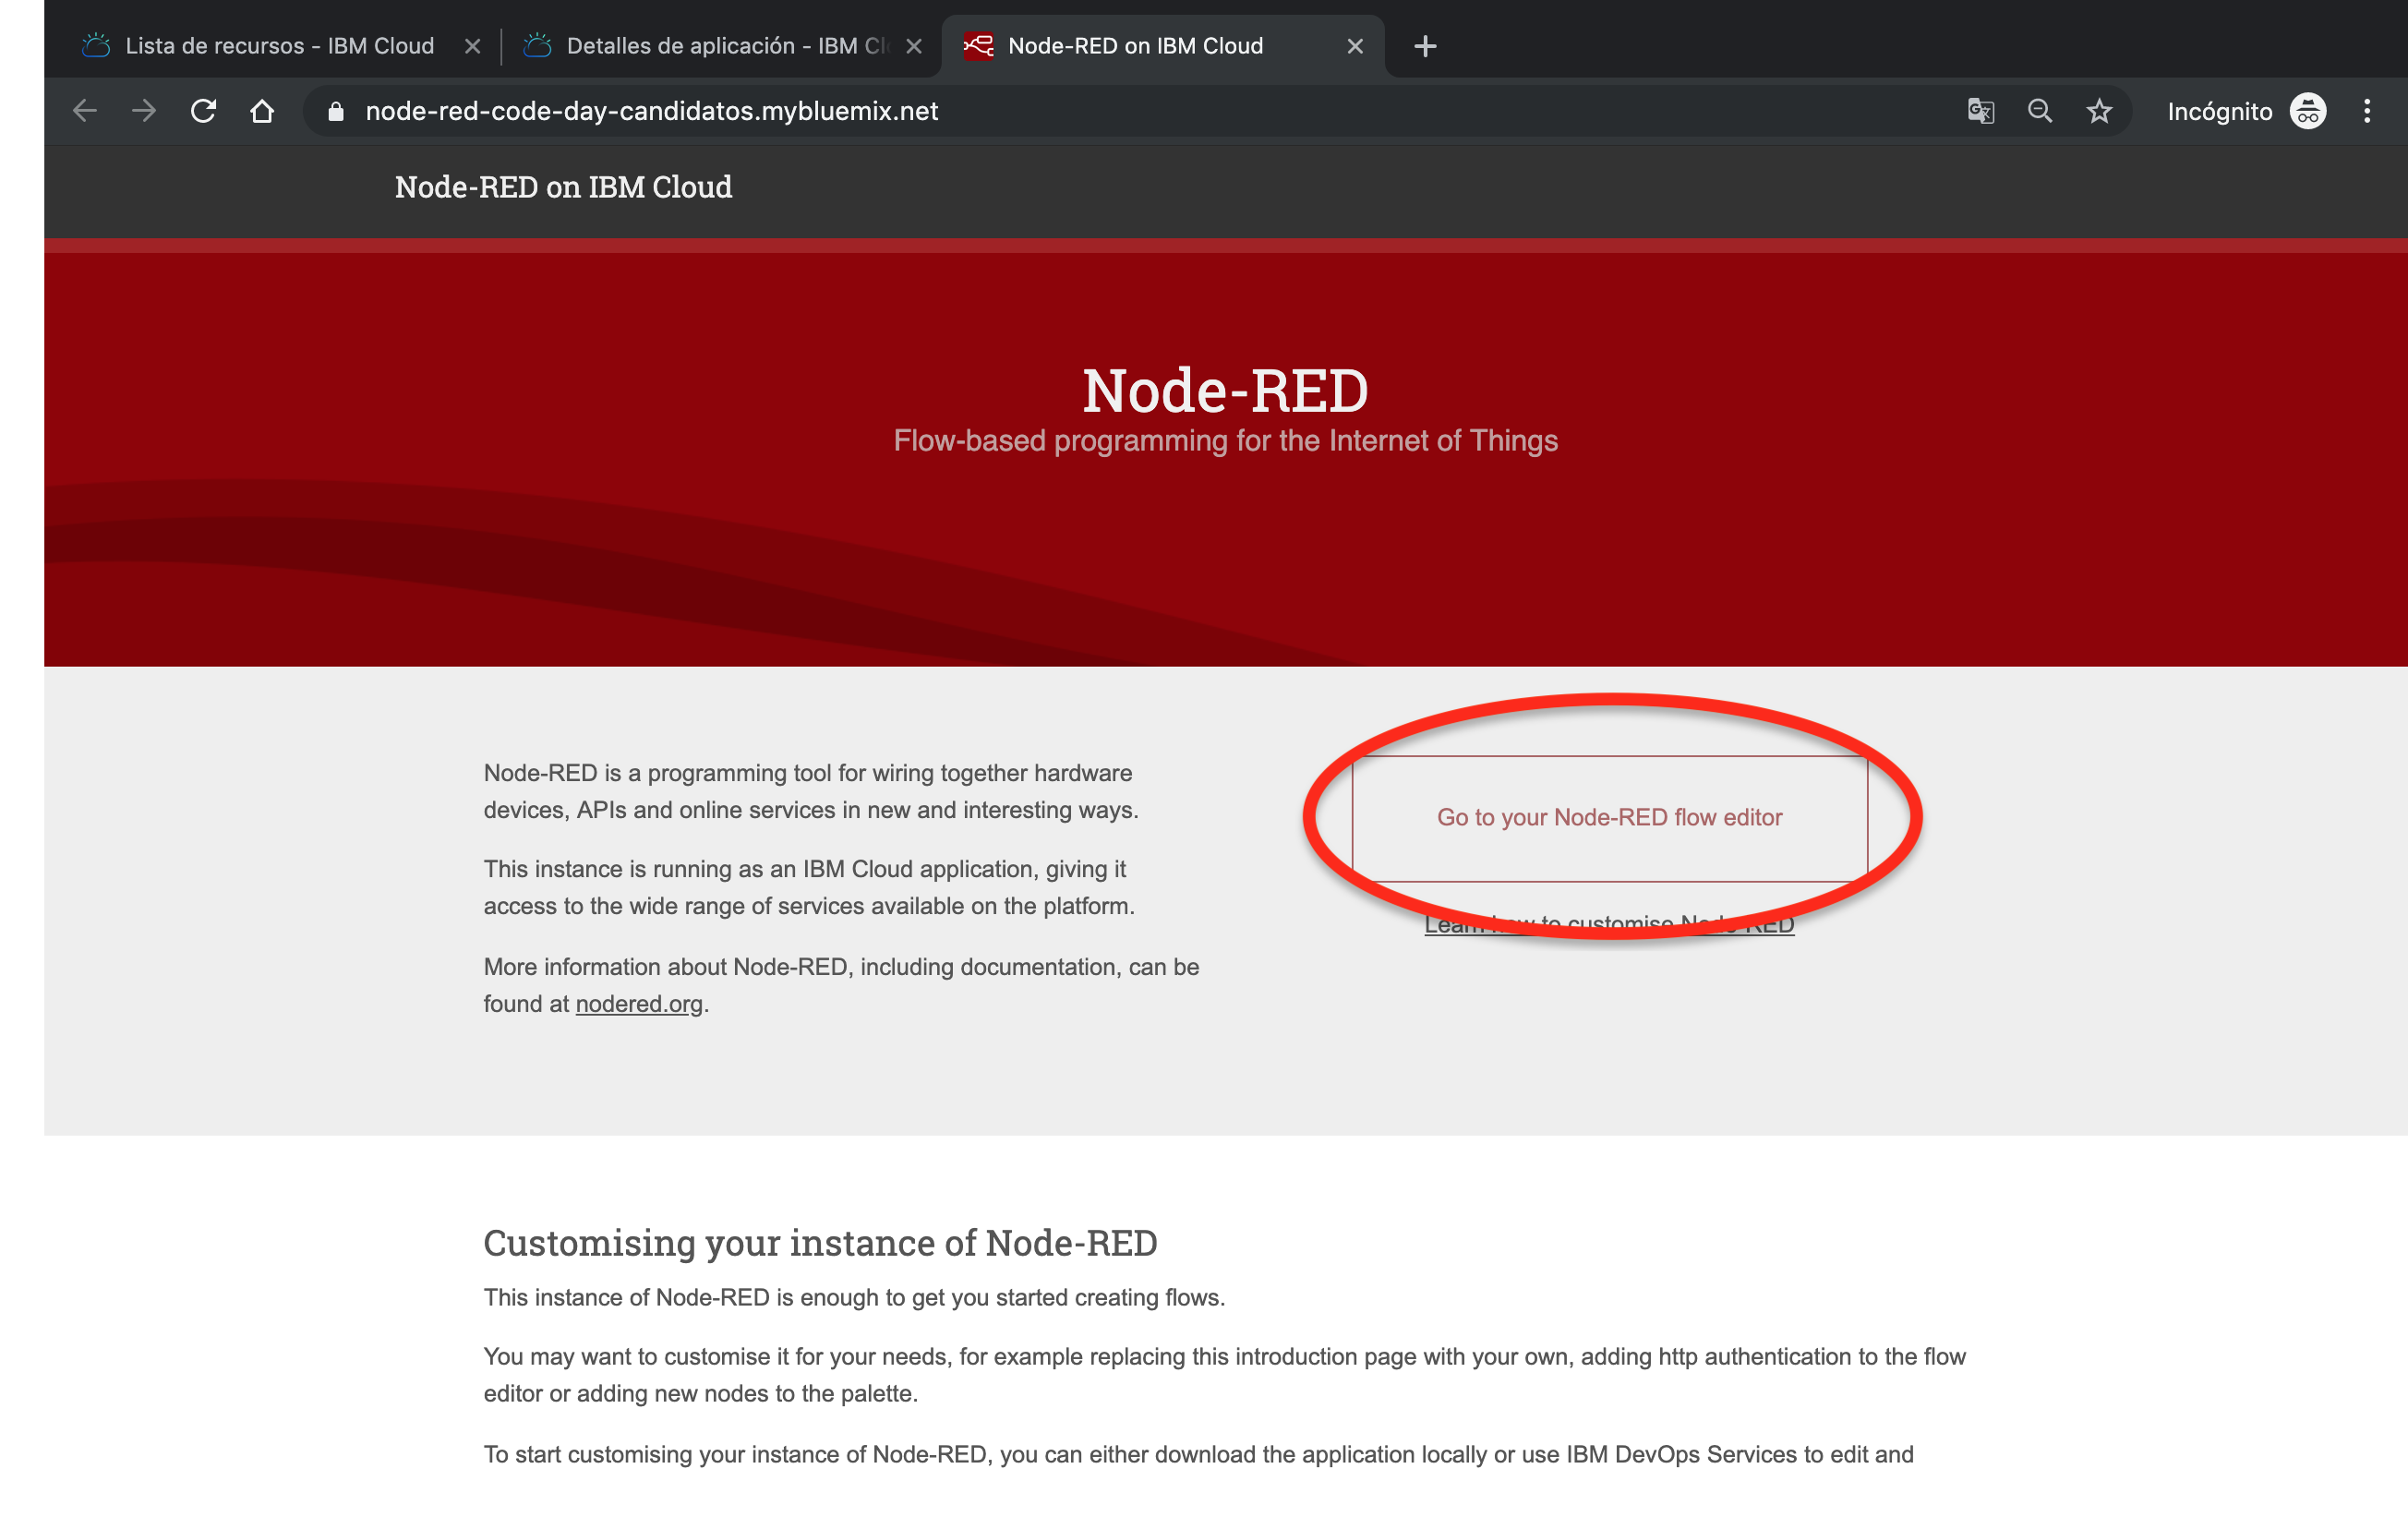 Lista de recursos - IBM Cloud
Detalles de aplicación - IBM Cl
Node-RED on IBM Cloud
node-red-code-day-candidatos.mybluemix.net
Incógnito
Node-RED on IBM Cloud
Node-RED
Flow-based programming for the Internet of Things
Node-RED is a programming tool for wiring together hardware
devices, APIs and online services in new and interesting ways.
This instance is running as an IBM Cloud application, giving it
access to the wide range of services available on the platform.
More information about Node-RED, including documentation, can be
found at nodered.org.
Go to your Node-RED flow editor
Learn how to customise Node-RED
Customising your instance of Node-RED
This instance of Node-RED is enough to get you started creating flows.
You may want to customise it for your needs, for example replacing this introduction page with your own, adding http authentication to the flow
editor or adding new nodes to the palette.
To start customising your instance of Node-RED, you can either download the application locally or use IBM DevOps Services to edit and